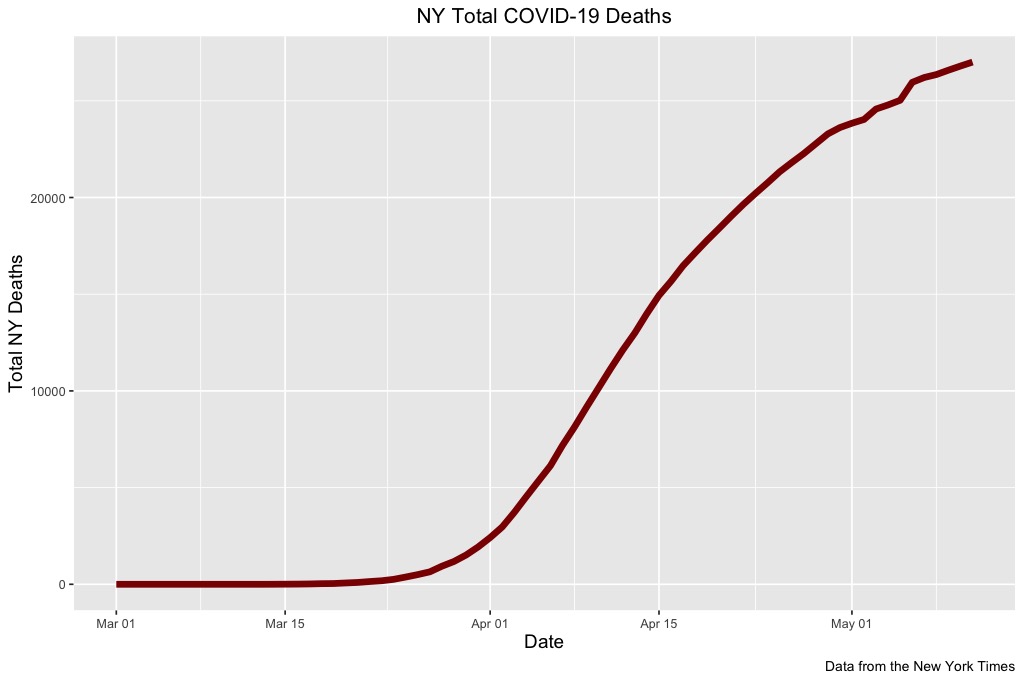 NY Total COVID-19 Deaths
Total NY Deaths
20000
10000
0
Mar 01
Mar 15
Apr 01
Apr 15
May 01
Date
Data from the New York Times